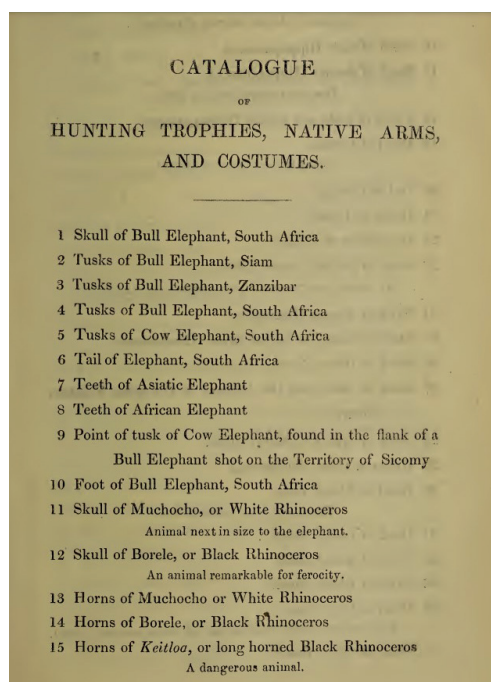 CATALOGUE
OF
HUNTING TROPHIES, NATIVE ARMS,
AND COSTUMES.
1 Skull of Bull Elephant, South Africa
2 Tusks of Bull Elephant, Siam
3 Tusks of Bull Elephant, Zanzibar
4 Tusks of Bull Elephant, South Africa
5 Tusks of Cow Elephant, South Africa
6 Tail of Elephant, South Africa
7 Teeth of Asiatic Elephant
8 Teeth of African Elephant
9 Point of tusk of Cow Elephant, found in the flank of a
Bull Elephant shot on the Territory of Sicomy
10 Foot of Bull Elephant, South Africa
11 Skull of Muchocho, or White Rhinoceros
Animal next in size to the elephant.
12 Skull of Borele, or Black Rhinoceros
An animal remarkable for ferocity.
13 Horns of Muchocho or White Rhinoceros
14 Horns of Borele, or Black Rhinoceros
15 Horns of Keitloa, or long horned Black Rhinoceros
A dangerous animal.